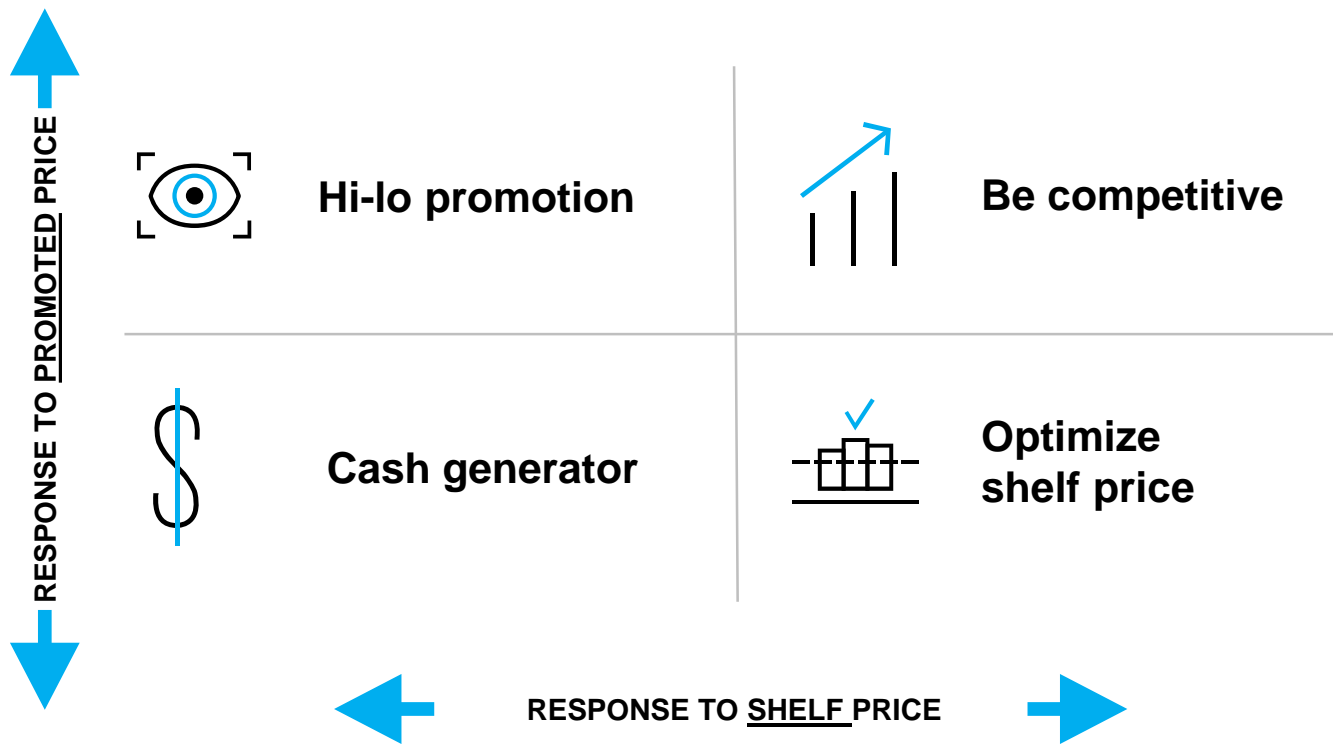 RESPONSE TO PROMOTED PRICE
Hi-lo promotion
Be competitive
Cash generator
Optimize
shelf price
RESPONSE TO SHELF PRICE